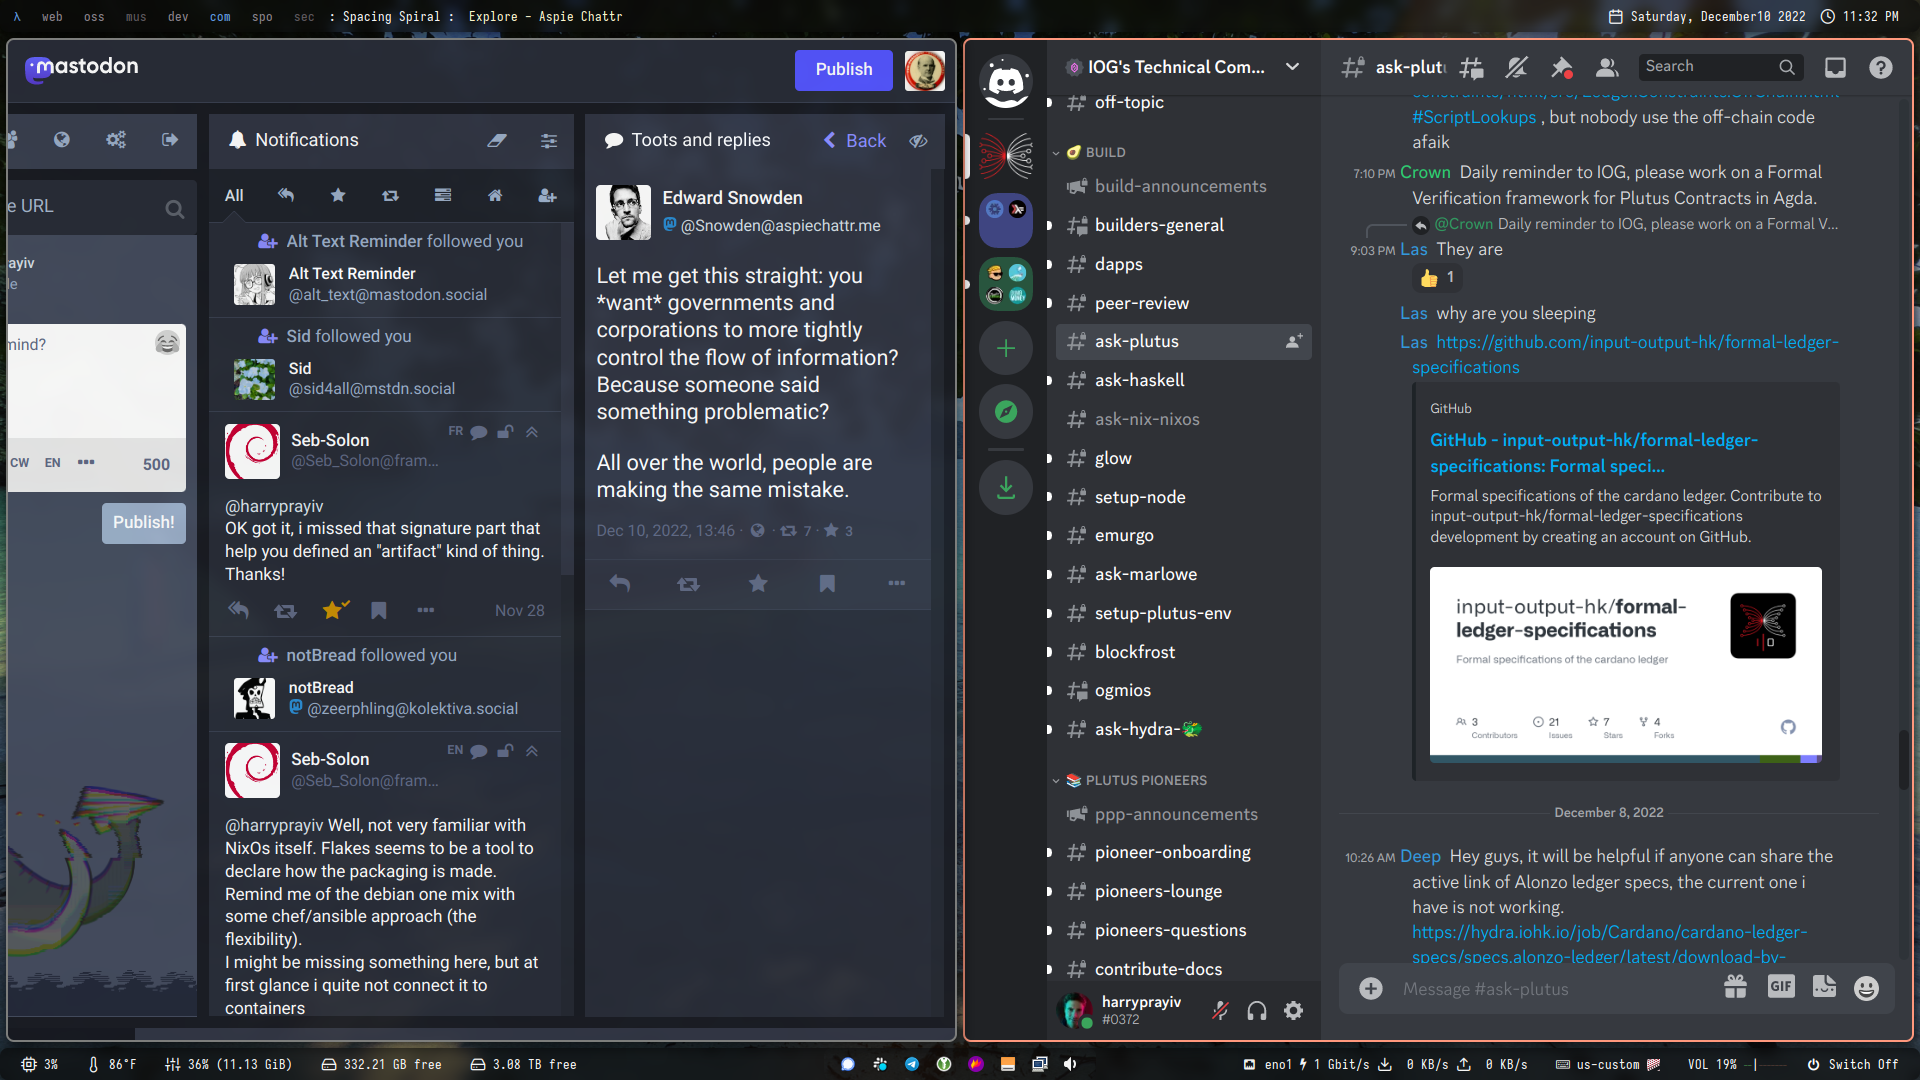 λ web oss mus dev com spo sec : Spacing Spiral : Explore - Aspie Chattr
Saturday, December10 2022 11:32 PM
mastodon
Publish
e URL
rayiv
e
mind?
CW EN ••• 500
Publish!
Notifications
All
Alt Text Reminder followed you
Alt Text Reminder
@alt_text@mastodon.social
Sid followed you
Sid
@sid4all@mstdn.social
Seb-Solon FR
@Seb_Solon@fram...
@harryprayiv
OK got it, i missed that signature part that
help you defined an "artifact" kind of thing.
Thanks!
Nov 28
notBread followed you
notBread
@zeerphling@kolektiva.social
Seb-Solon EN
@Seb_Solon@fram...
@harryprayiv Well, not very familiar with
NixOs itself. Flakes seems to be a tool to
declare how the packaging is made.
Remind me of the debian one mix with
some chef/ansible approach (the
flexibility).
I might be missing something here, but at
first glance i quite not connect it to
containers
Toots and replies Back
Edward Snowden
@Snowden@aspiechattr.me
Let me get this straight: you
*want* governments and
corporations to more tightly
control the flow of information?
Because someone said
something problematic?
All over the world, people are
making the same mistake.
Dec 10, 2022, 13:46 · · 7 · 3
IOG's Technical Com...
off-topic
BUILD
build-announcements
builders-general
dapps
peer-review
ask-plutus
ask-haskell
ask-nix-nixos
glow
setup-node
emurgo
ask-marlowe
setup-plutus-env
blockfrost
ogmios
ask-hydra-🐲
PLUTUS PIONEERS
ppp-announcements
pioneer-onboarding
pioneers-lounge
pioneers-questions
contribute-docs
harryprayiv
#0372
ask-plut
Search
#ScriptLookups , but nobody use the off-chain code
afaik
7:10 PM Crown Daily reminder to IOG, please work on a Formal
Verification framework for Plutus Contracts in Agda.
@Crown Daily reminder to IOG, please work on a Formal V...
9:03 PM Las They are
👍 1
Las why are you sleeping
Las https://github.com/input-output-hk/formal-ledger-
specifications
GitHub
GitHub - input-output-hk/formal-ledger-
specifications: Formal speci...
Formal specifications of the cardano ledger. Contribute to
input-output-hk/formal-ledger-specifications
development by creating an account on GitHub.
input-output-hk/formal-
ledger-specifications
Formal specifications of the cardano ledger
3 21 7 4
Contributors Issues Stars Forks
December 8, 2022
10:26 AM Deep Hey guys, it will be helpful if anyone can share the
active link of Alonzo ledger specs, the current one i
have is not working.
https://hydra.iohk.io/job/Cardano/cardano-ledger-
specs/specs.alonzo-ledger/latest/download-by-
Message #ask-plutus
GIF
3% 86°F 36% (11.13 GiB) 332.21 GB free 3.08 TB free
eno1 1 Gbit/s 0 KB/s 0 KB/s us-custom VOL 19% Switch Off